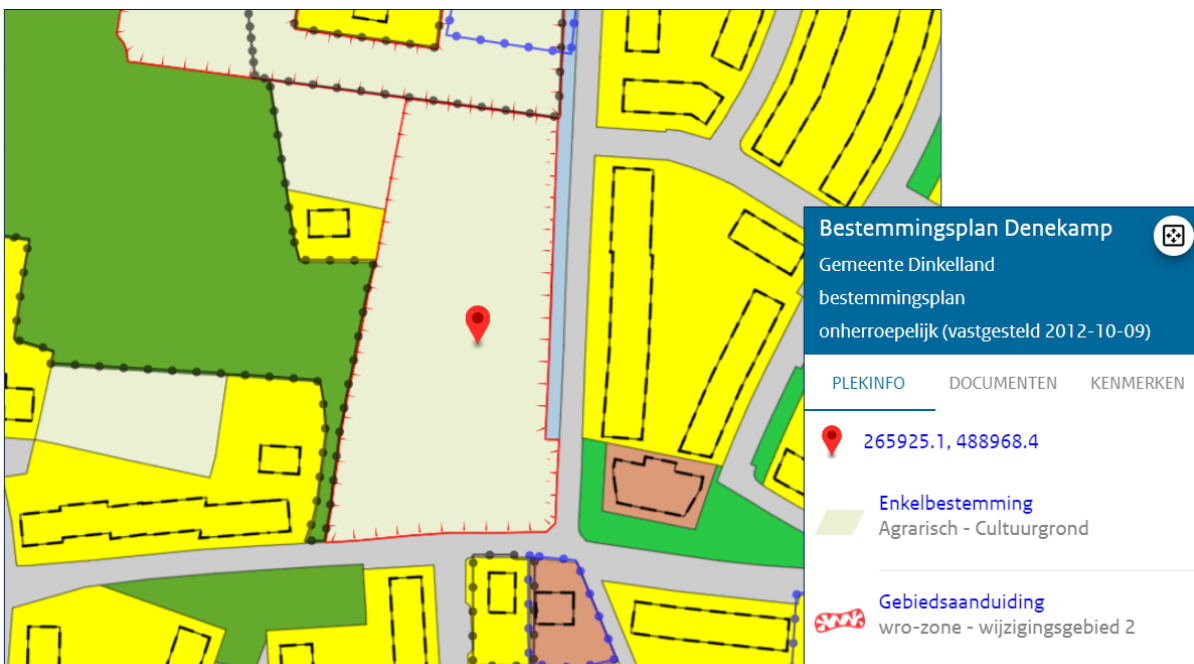 Bestemmingsplan Denekamp
Gemeente Dinkelland
bestemmingsplan
onherroepelijk (vastgesteld 2012-10-09)
PLEKINFO DOCUMENTEN KENMERKEN
265925.1, 488968.4
Enkelbestemming
Agrarisch - Cultuurgrond
Gebiedsaanduiding
wro-zone - wijzigingsgebied 2